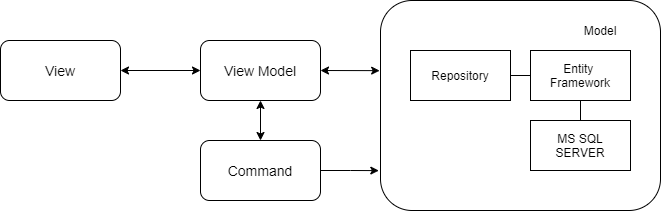 Model
View
View Model
Repository
Entity
Framework
Command
MS SQL
SERVER